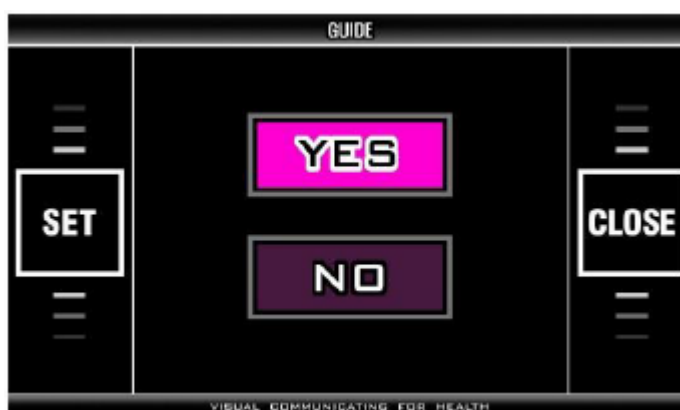 GUIDE
YES
SET
CLOSE
NO
VISUAL COMMUNICATING FOR HEALTH